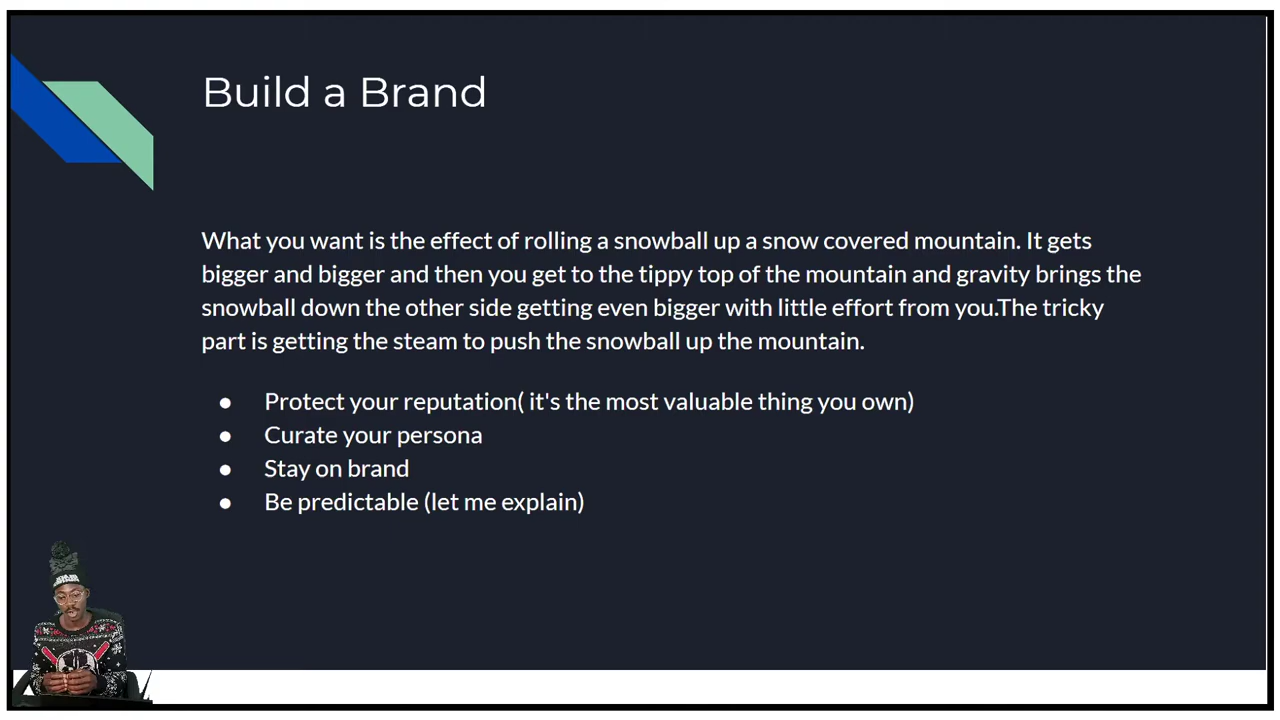 Build a Brand
What you want is the effect of rolling a snowball up a snow covered mountain. It gets
bigger and bigger and then you get to the tippy top of the mountain and gravity brings the
snowball down the other side getting even bigger with little effort from you.The tricky
part is getting the steam to push the snowball up the mountain.
● Protect your reputation( it's the most valuable thing you own)
● Curate your persona
● Stay on brand
● Be predictable (let me explain)